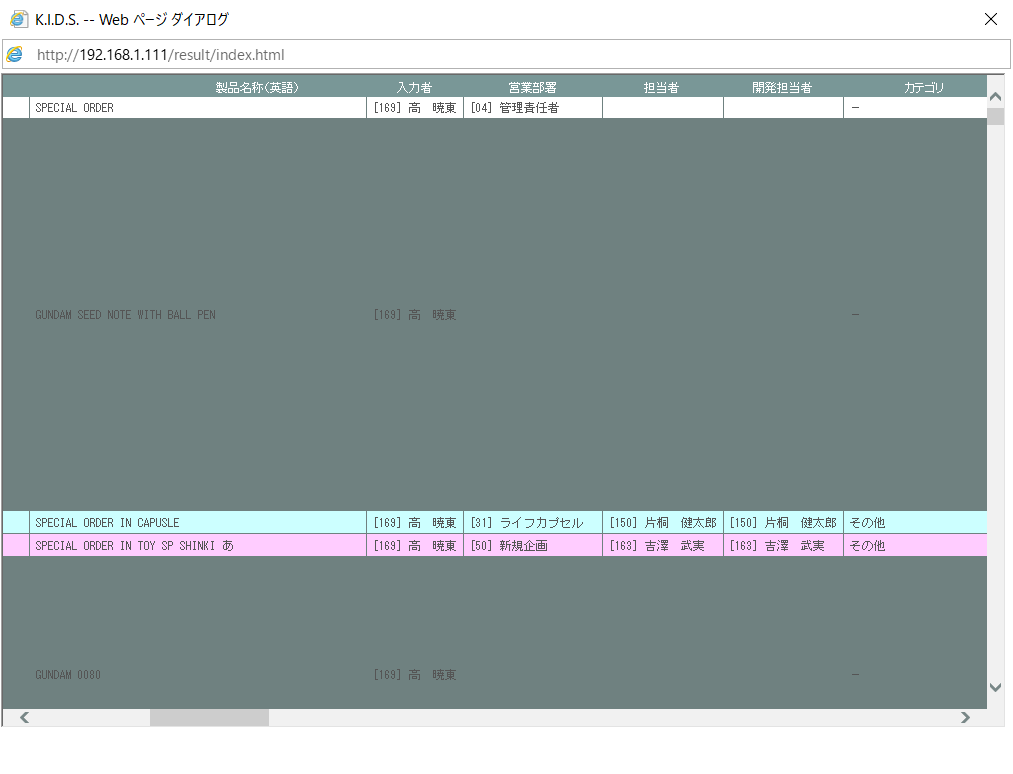 K.I.D.S. -- Web ページ ダイアログ
http://192.168.1.111/result/index.html
製品名称(英語) 入力者 営業部署 担当者 開発担当者 カテゴリ
SPECIAL ORDER [169] 高 暁東 [04] 管理責任者 −
GUNDAM SEED NOTE WITH BALL PEN [169] 高 暁東 −
SPECIAL ORDER IN CAPUSLE [169] 高 暁東 [31] ライフカプセル [150] 片桐 健太郎 [150] 片桐 健太郎 その他
SPECIAL ORDER IN TOY SP SHINKI あ [169] 高 暁東 [50] 新規企画 [163] 吉澤 武実 [163] 吉澤 武実 その他
GUNDAM 0080 [169] 高 暁東 −